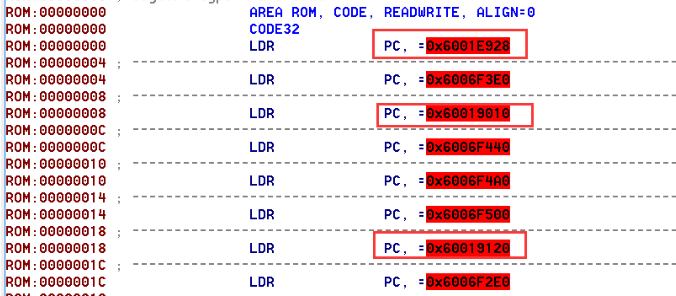 ROM:00000000 AREA ROM, CODE, READWRITE, ALIGN=0
ROM:00000000 CODE32
ROM:00000000 LDR PC, =0x6001E928
ROM:00000004 ; ---------------------------------------------------------------------------
ROM:00000004 LDR PC, =0x6006F3E0
ROM:00000008 ; ---------------------------------------------------------------------------
ROM:00000008 LDR PC, =0x60019010
ROM:0000000C ; ---------------------------------------------------------------------------
ROM:0000000C LDR PC, =0x6006F440
ROM:00000010 ; ---------------------------------------------------------------------------
ROM:00000010 LDR PC, =0x6006F4A0
ROM:00000014 ; ---------------------------------------------------------------------------
ROM:00000014 LDR PC, =0x6006F500
ROM:00000018 ; ---------------------------------------------------------------------------
ROM:00000018 LDR PC, =0x60019120
ROM:0000001C ; ---------------------------------------------------------------------------
ROM:0000001C LDR PC, =0x6006F2E0